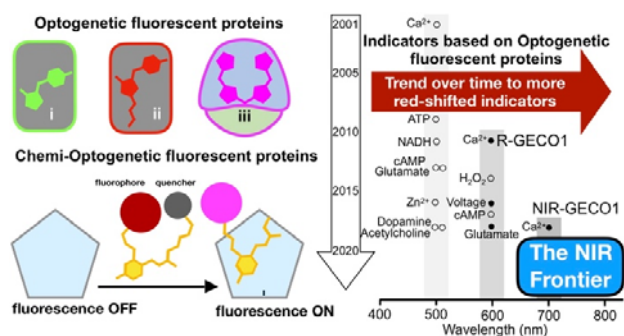 Optogenetic fluorescent proteins
i
ii
iii
Chemi-Optogenetic fluorescent proteins
fluorophore
quencher
fluorescence OFF
fluorescence ON
2001
2005
2010
2015
2020
Ca²⁺
Indicators based on Optogenetic
fluorescent proteins
Trend over time to more
red-shifted indicators
ATP
NADH
Ca²⁺
R-GECO1
cAMP
Glutamate
H₂O₂
Zn²⁺
Voltage
cAMP
NIR-GECO1
Dopamine
Acetylcholine
Glutamate
Ca²⁺
The NIR
Frontier
400 500 600 700 800
Wavelength (nm)